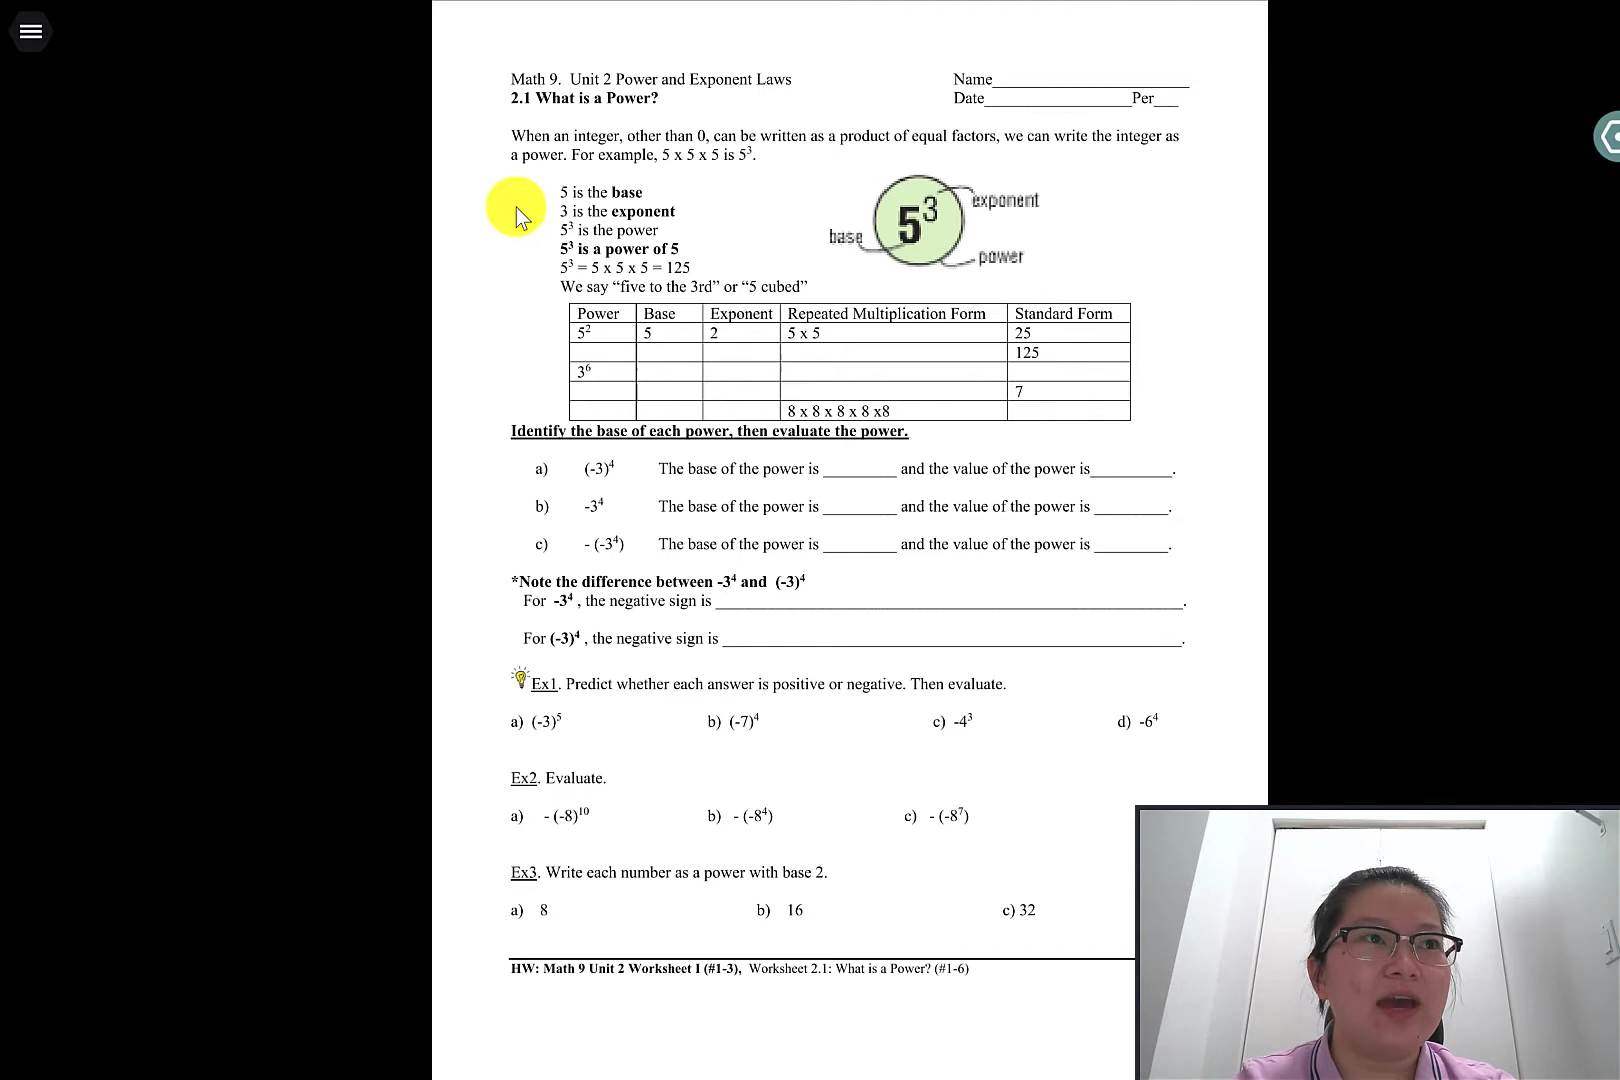 Math 9.  Unit 2 Power and Exponent Laws
Name________________________
2.1 What is a Power?
Date__________________Per___
When an integer, other than 0, can be written as a product of equal factors, we can write the integer as
a power. For example, 5 x 5 x 5 is 5³.
5 is the base
3 is the exponent
5³ is the power
5³ is a power of 5
5³ = 5 x 5 x 5 = 125
We say “five to the 3rd” or “5 cubed”
5³
exponent
base
power
Power Base Exponent Repeated Multiplication Form Standard Form
5² 5 2 5 x 5 25
125
3⁶
7
8 x 8 x 8 x 8 x8
Identify the base of each power, then evaluate the power.
a) (-3)⁴ The base of the power is _________ and the value of the power is__________.
b) -3⁴ The base of the power is _________ and the value of the power is _________.
c) - (-3⁴) The base of the power is _________ and the value of the power is _________.
*Note the difference between -3⁴ and  (-3)⁴
For  -3⁴ , the negative sign is _________________________________________________________.
For (-3)⁴ , the negative sign is ________________________________________________________.
Ex1. Predict whether each answer is positive or negative. Then evaluate.
a)  (-3)⁵ b)  (-7)⁴ c)  -4³ d)  -6⁴
Ex2. Evaluate.
a) - (-8)¹⁰ b)  - (-8⁴) c)  - (-8⁷)
Ex3. Write each number as a power with base 2.
a) 8 b) 16 c) 32
HW: Math 9 Unit 2 Worksheet I (#1-3),  Worksheet 2.1: What is a Power? (#1-6)